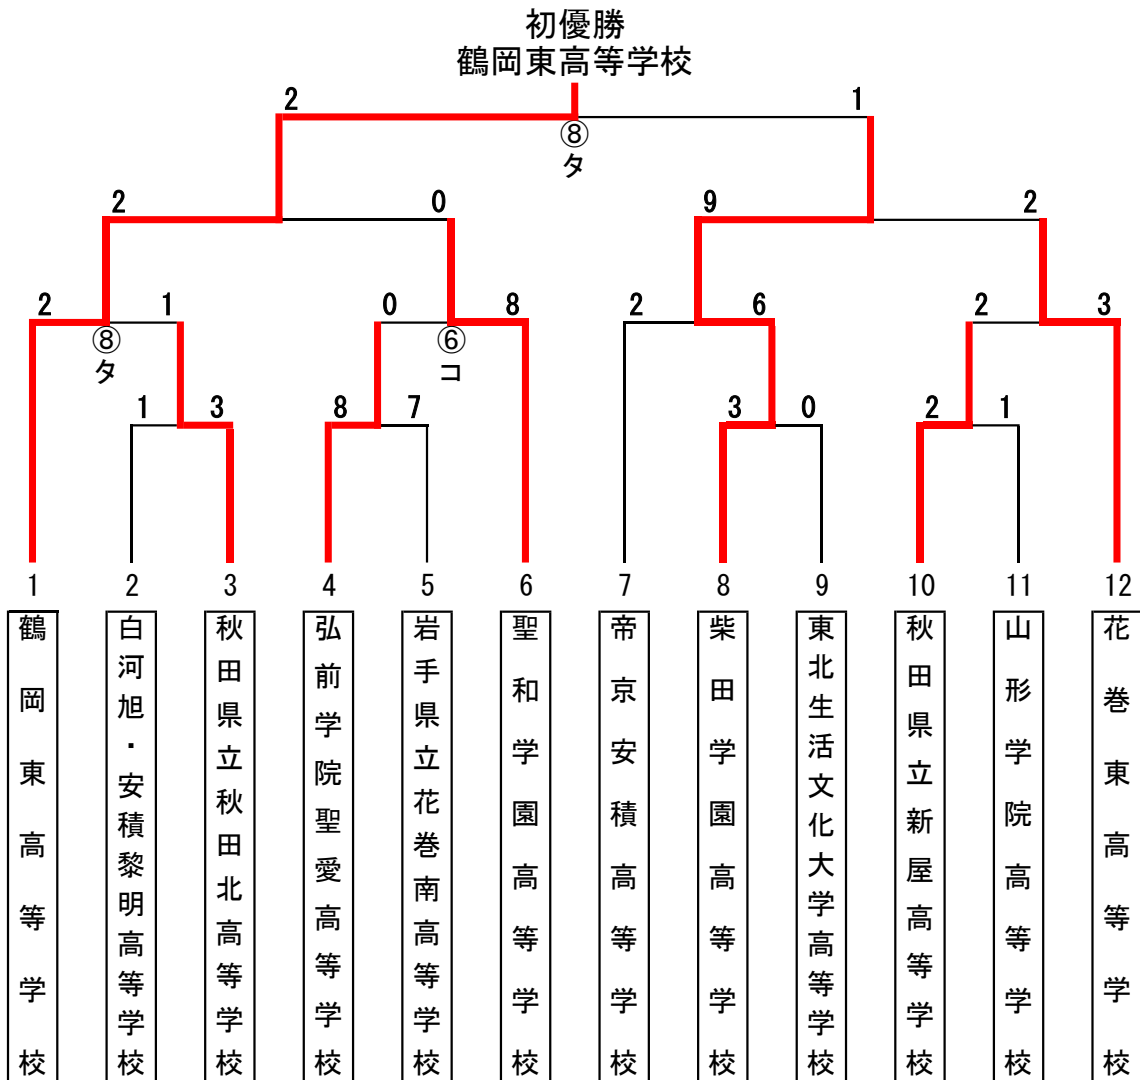 初優勝
鶴岡東高等学校
2 1
⑧
タ
2 0 9 2
2 1 0 8 2 6 2 3
⑧ ⑥
タ コ
1 3 8 7 3 0 2 1
1 2 3 4 5 6 7 8 9 10 11 12
鶴岡東高等学校
白河旭・安積黎明高等学校
秋田県立秋田北高等学校
弘前学院聖愛高等学校
岩手県立花巻南高等学校
聖和学園高等学校
帝京安積高等学校
柴田学園高等学校
東北生活文化大学高等学校
秋田県立新屋高等学校
山形学院高等学校
花巻東高等学校